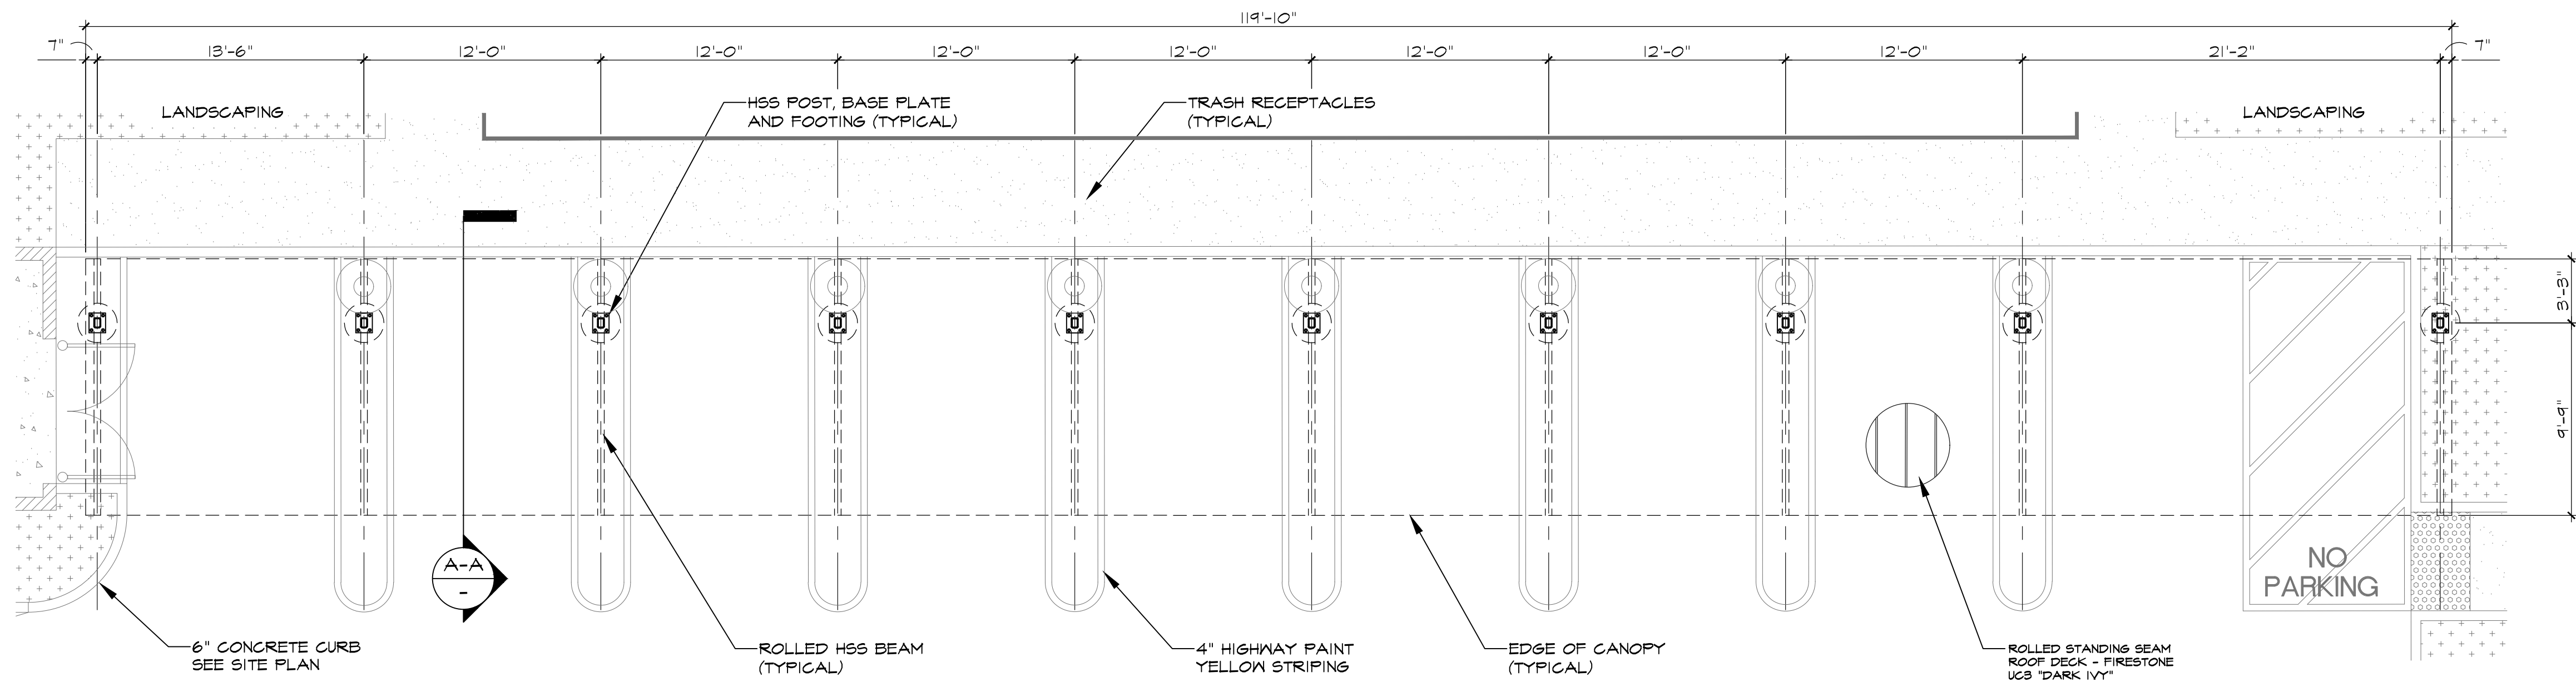 119'-10"
7"
13'-6"
12'-0"
12'-0"
12'-0"
12'-0"
12'-0"
12'-0"
12'-0"
21'-2"
7"
LANDSCAPING
HSS POST, BASE PLATE
AND FOOTING (TYPICAL)
TRASH RECEPTACLES
(TYPICAL)
LANDSCAPING
3'-3"
9'-9"
A-A
-
NO
PARKING
6" CONCRETE CURB
SEE SITE PLAN
ROLLED HSS BEAM
(TYPICAL)
4" HIGHWAY PAINT
YELLOW STRIPING
EDGE OF CANOPY
(TYPICAL)
ROLLED STANDING SEAM
ROOF DECK - FIRESTONE
UC3 "DARK IVY"